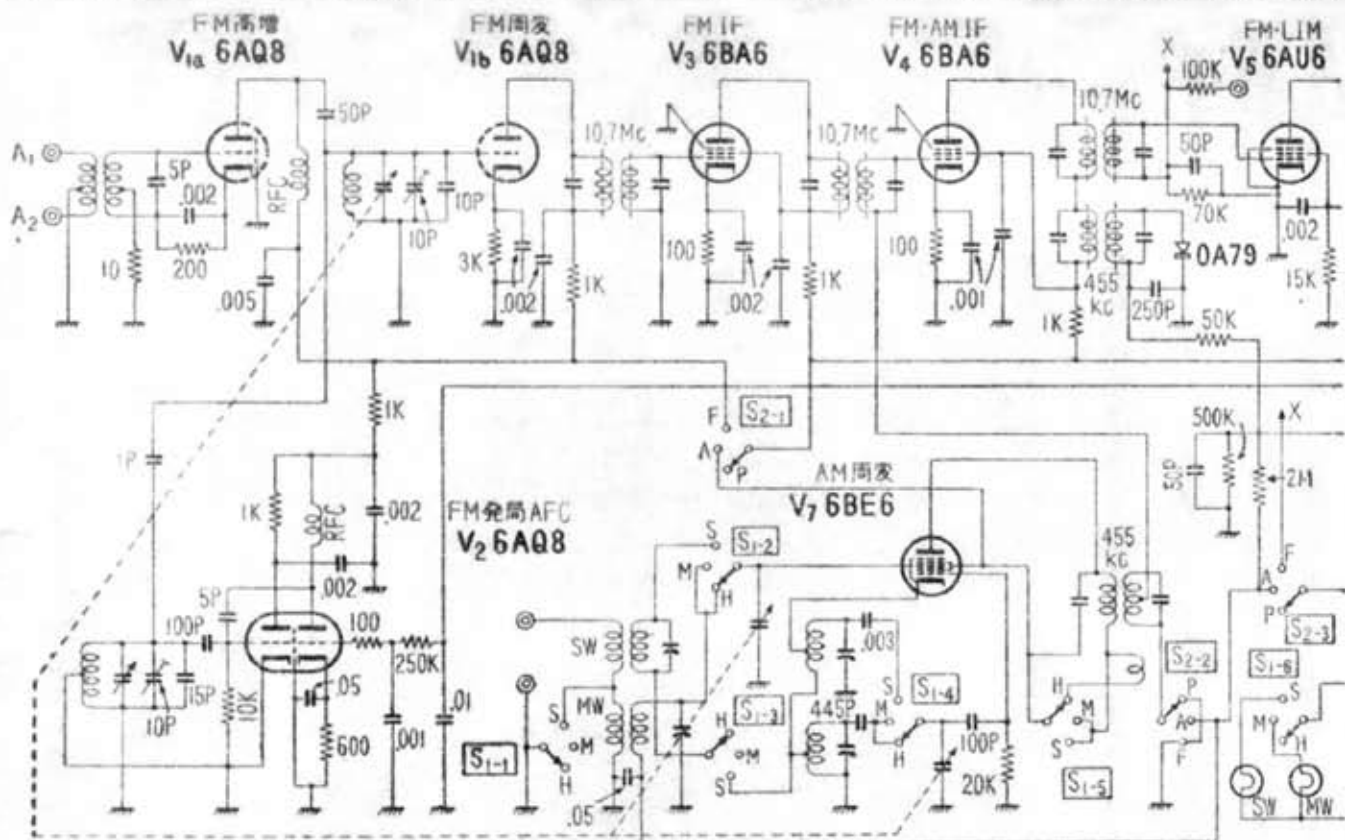 FM高増
V1a 6AQ8
FM周変
V1b 6AQ8
FM IF
V3 6BA6
FM·AM IF
V4 6BA6
FM·LIM
V5 6AU6
X
100K
A1
A2
5P
.002
200
10
RFC
.005
50P
10P
10P
3K
.002
10,7Mc
1K
100
.002
10,7Mc
1K
100
.001
10,7Mc
50P
70K
.002
15K
455
KC
0A79
250P
1K
50K
1K
1P
F
S2-1
A
P
500K
X
50P
2M
1K
RFC
.002
.002
FM発局AFC
V2 6AQ8
AM周変
V7 6BE6
455
KC
S
S1-2
M
H
F
A
P
S2-3
5P
100P
100
250K
15P
10P
10K
.05
600
.001
.01
SW
MW
S
M
H
S1-1
.05
H
S1-3
M
S
.003
445P
S
S1-4
M
H
100P
20K
H
M
S
S1-5
S2-2
P
A
F
S1-6
S
M
H
SW
MW